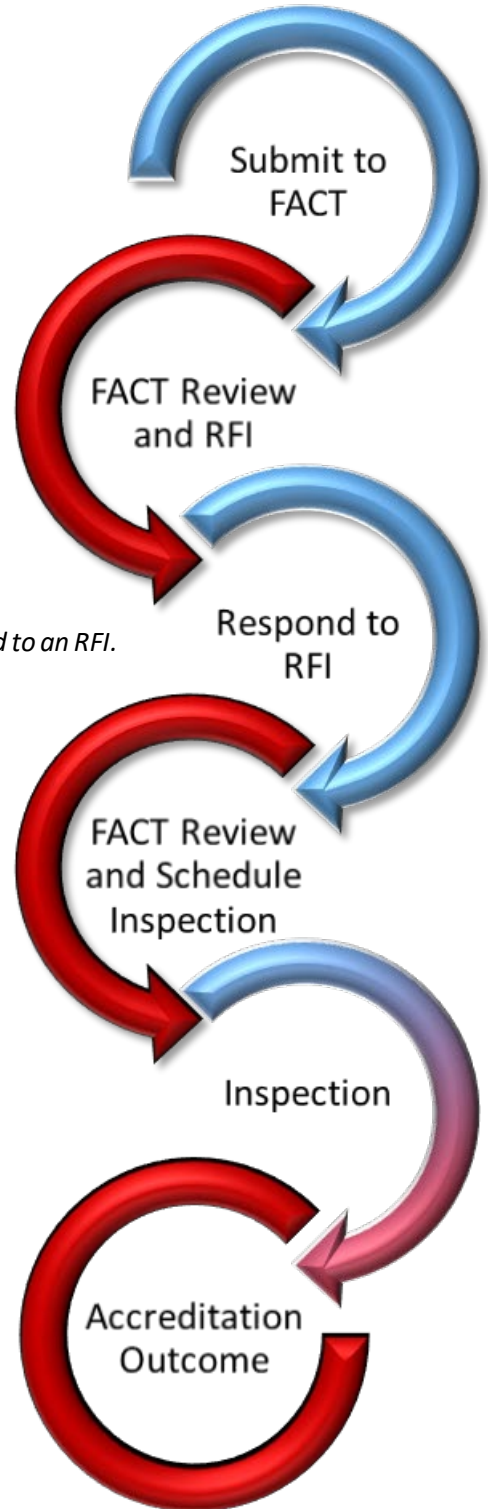 Submit to
FACT
FACT Review
and RFI
d to an RFI.
Respond to
RFI
FACT Review
and Schedule
Inspection
Inspection
Accreditation
Outcome